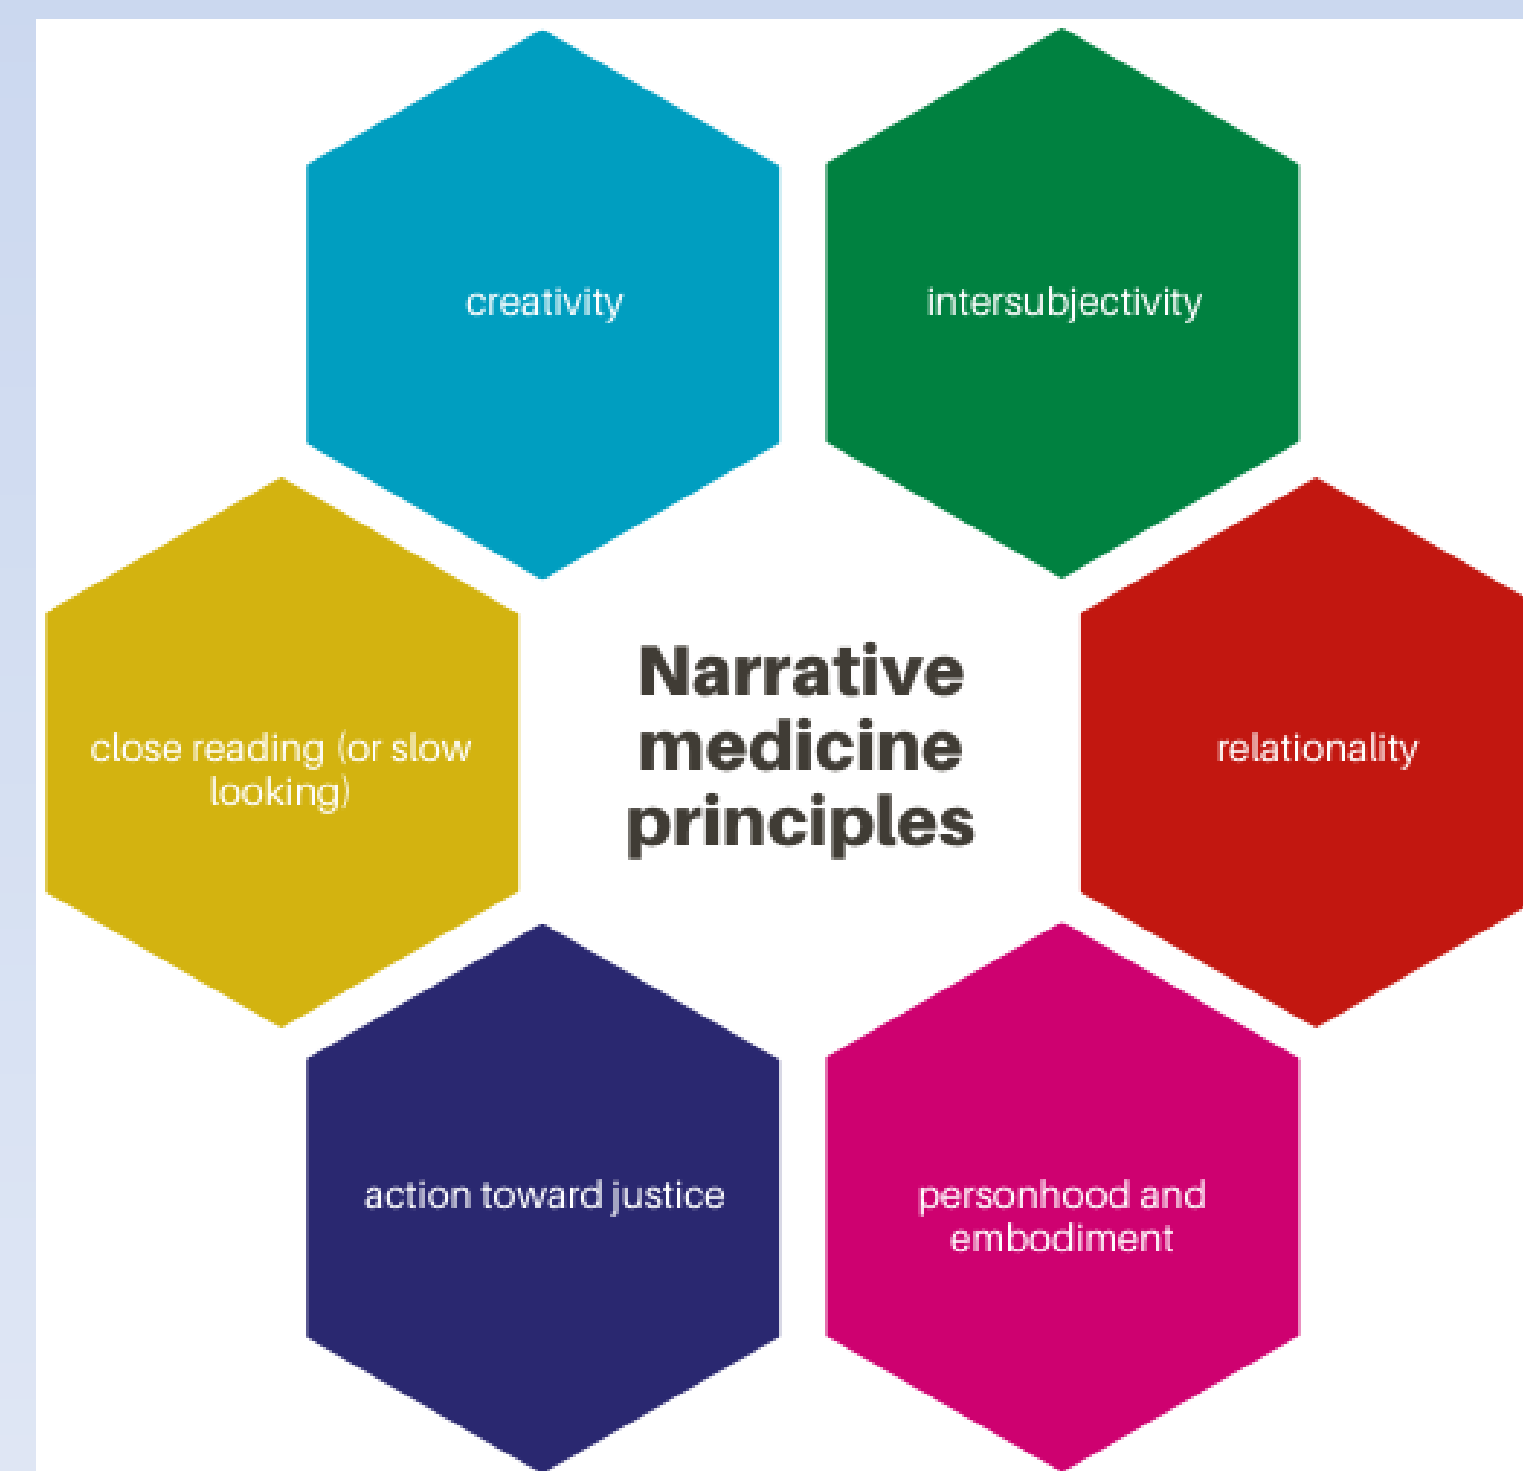 creativity
intersubjectivity
close reading (or slow
looking)
Narrative
medicine
principles
relationality
action toward justice
personhood and
embodiment